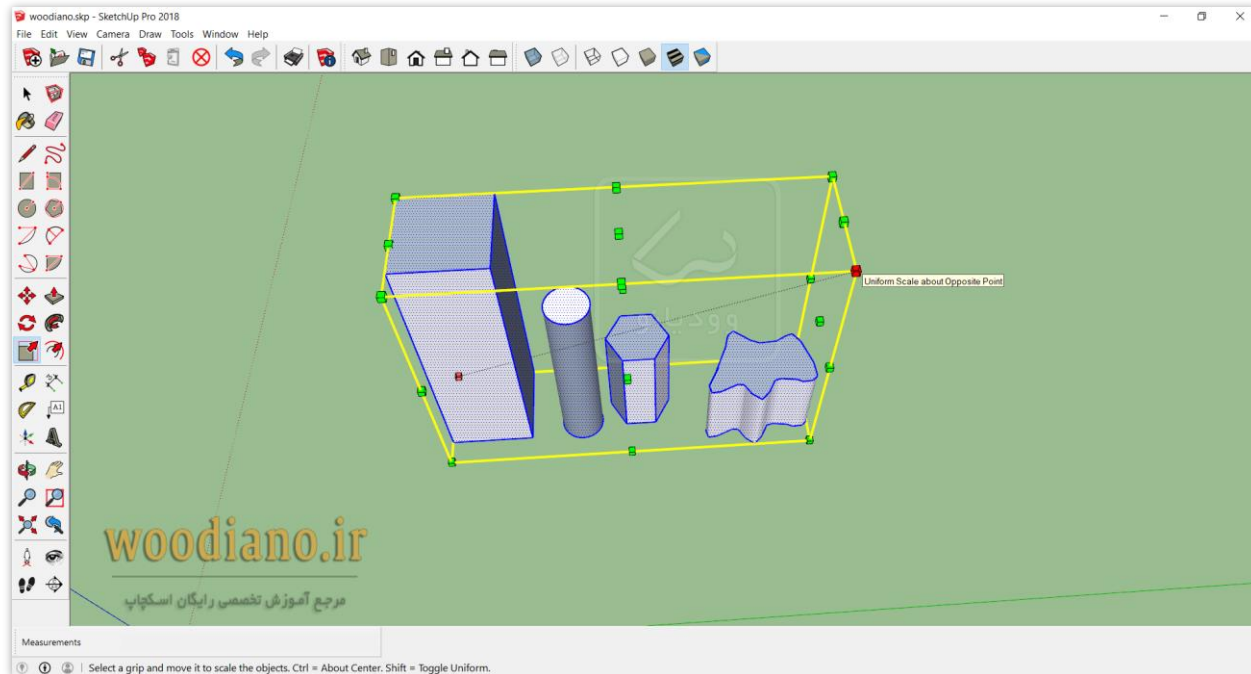 woodiano.skp - SketchUp Pro 2018
File Edit View Camera Draw Tools Window Help
Uniform Scale about Opposite Point
وودیانو
A1
woodiano.ir
مرجع آموزش تخصصی رایگان اسکچاپ
Measurements
Select a grip and move it to scale the objects. Ctrl = About Center. Shift = Toggle Uniform.